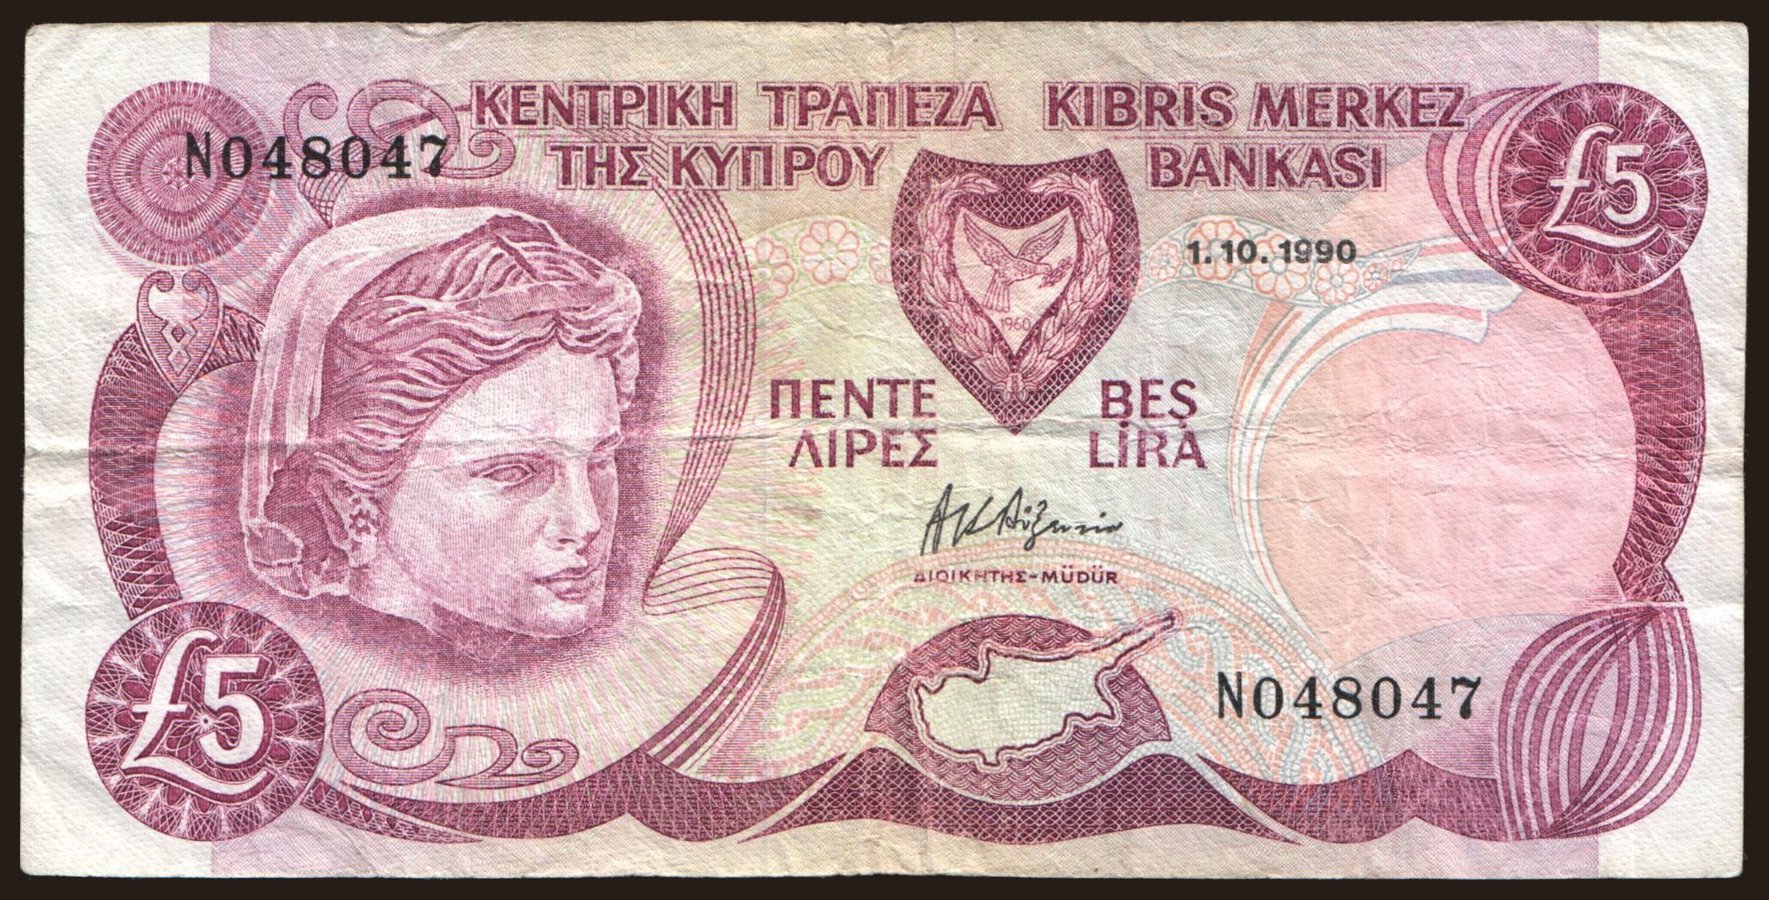 ΚΕΝΤΡΙΚΗ ΤΡΑΠΕΖΑ
ΤΗΣ ΚΥΠΡΟΥ
KIBRIS MERKEZ
BANKASI
N048047
£5
1.10.1990
1960
ΠΕΝΤΕ
ΛΙΡΕΣ
BEŞ
LİRA
ΔΙΟΙΚΗΤΗΣ-MÜDÜR
£5
N048047